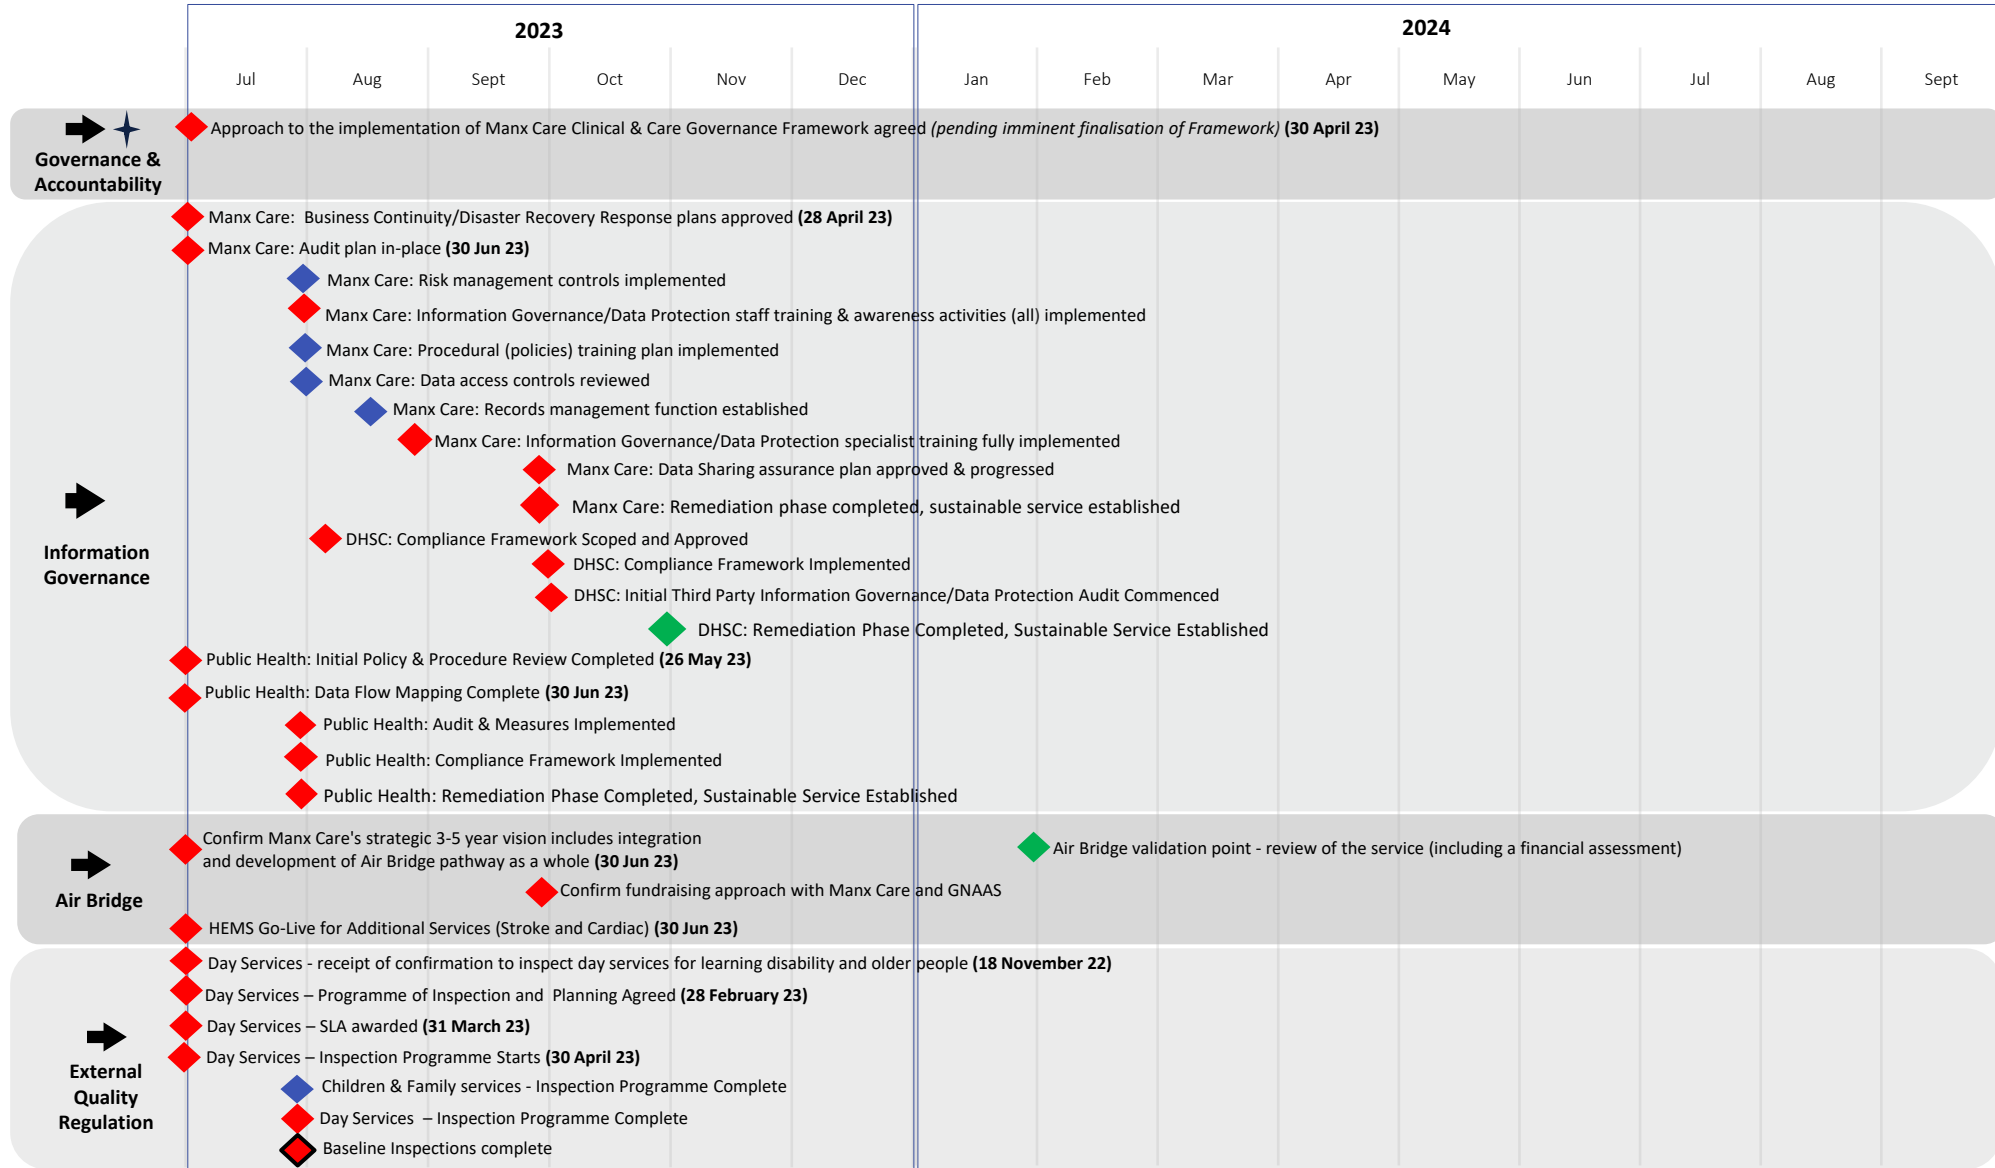 2023
2024
Jul
Aug
Sept
Oct
Nov
Dec
Jan
Feb
Mar
Apr
May
Jun
Jul
Aug
Sept
Governance &
Accountability
Approach to the implementation of Manx Care Clinical & Care Governance Framework agreed (pending imminent finalisation of Framework) (30 April 23)
Information
Governance
Manx Care:  Business Continuity/Disaster Recovery Response plans approved (28 April 23)
Manx Care: Audit plan in-place (30 Jun 23)
Manx Care: Risk management controls implemented
Manx Care: Information Governance/Data Protection staff training & awareness activities (all) implemented
Manx Care: Procedural (policies) training plan implemented
Manx Care: Data access controls reviewed
Manx Care: Records management function established
Manx Care: Information Governance/Data Protection specialist training fully implemented
Manx Care: Data Sharing assurance plan approved & progressed
Manx Care: Remediation phase completed, sustainable service established
DHSC: Compliance Framework Scoped and Approved
DHSC: Compliance Framework Implemented
DHSC: Initial Third Party Information Governance/Data Protection Audit Commenced
DHSC: Remediation Phase Completed, Sustainable Service Established
Public Health: Initial Policy & Procedure Review Completed (26 May 23)
Public Health: Data Flow Mapping Complete (30 Jun 23)
Public Health: Audit & Measures Implemented
Public Health: Compliance Framework Implemented
Public Health: Remediation Phase Completed, Sustainable Service Established
Air Bridge
Confirm Manx Care's strategic 3-5 year vision includes integration
and development of Air Bridge pathway as a whole (30 Jun 23)
Air Bridge validation point - review of the service (including a financial assessment)
Confirm fundraising approach with Manx Care and GNAAS
HEMS Go-Live for Additional Services (Stroke and Cardiac) (30 Jun 23)
External
Quality
Regulation
Day Services - receipt of confirmation to inspect day services for learning disability and older people (18 November 22)
Day Services – Programme of Inspection and  Planning Agreed (28 February 23)
Day Services – SLA awarded (31 March 23)
Day Services – Inspection Programme Starts (30 April 23)
Children & Family services - Inspection Programme Complete
Day Services  – Inspection Programme Complete
Baseline Inspections complete